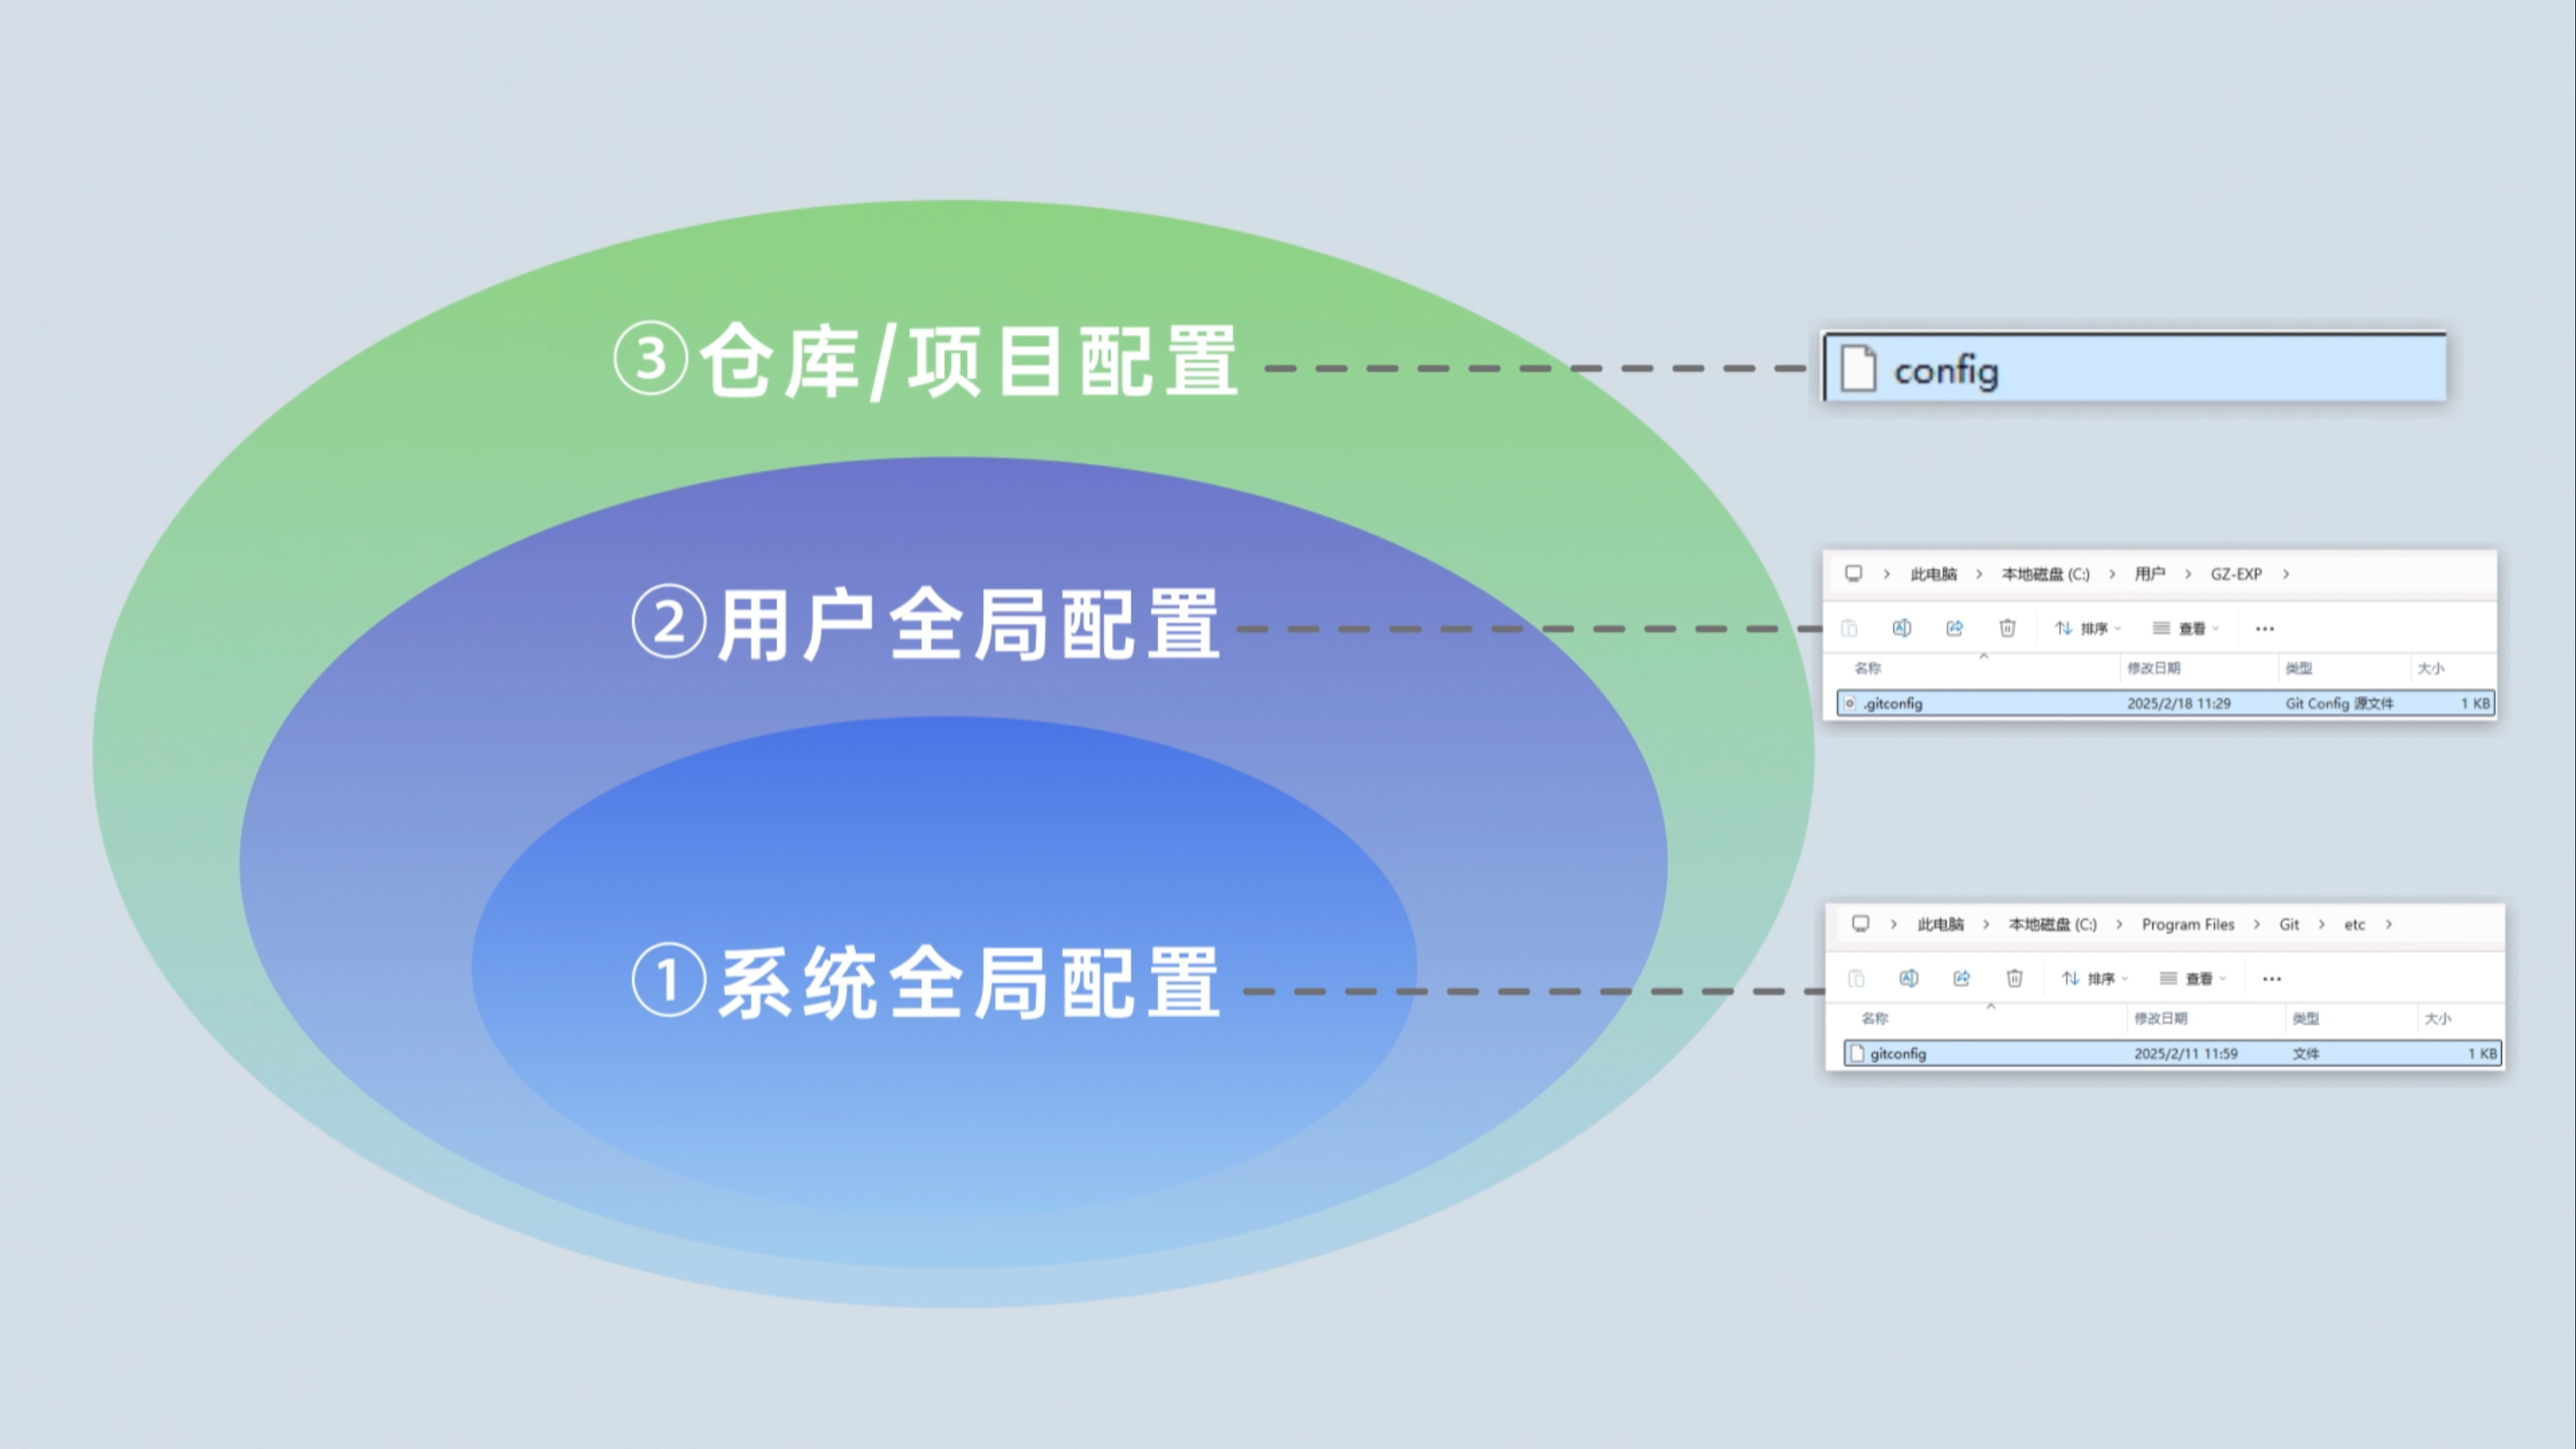 ③仓库/项目配置
config
②用户全局配置
此电脑 > 本地磁盘 (C:) > 用户 > GZ-EXP >
排序 查看 ...
名称 修改日期 类型 大小
.gitconfig 2025/2/18 11:29 Git Config 源文件 1 KB
①系统全局配置
此电脑 > 本地磁盘 (C:) > Program Files > Git > etc >
排序 查看 ...
名称 修改日期 类型 大小
gitconfig 2025/2/11 11:59 文件 1 KB